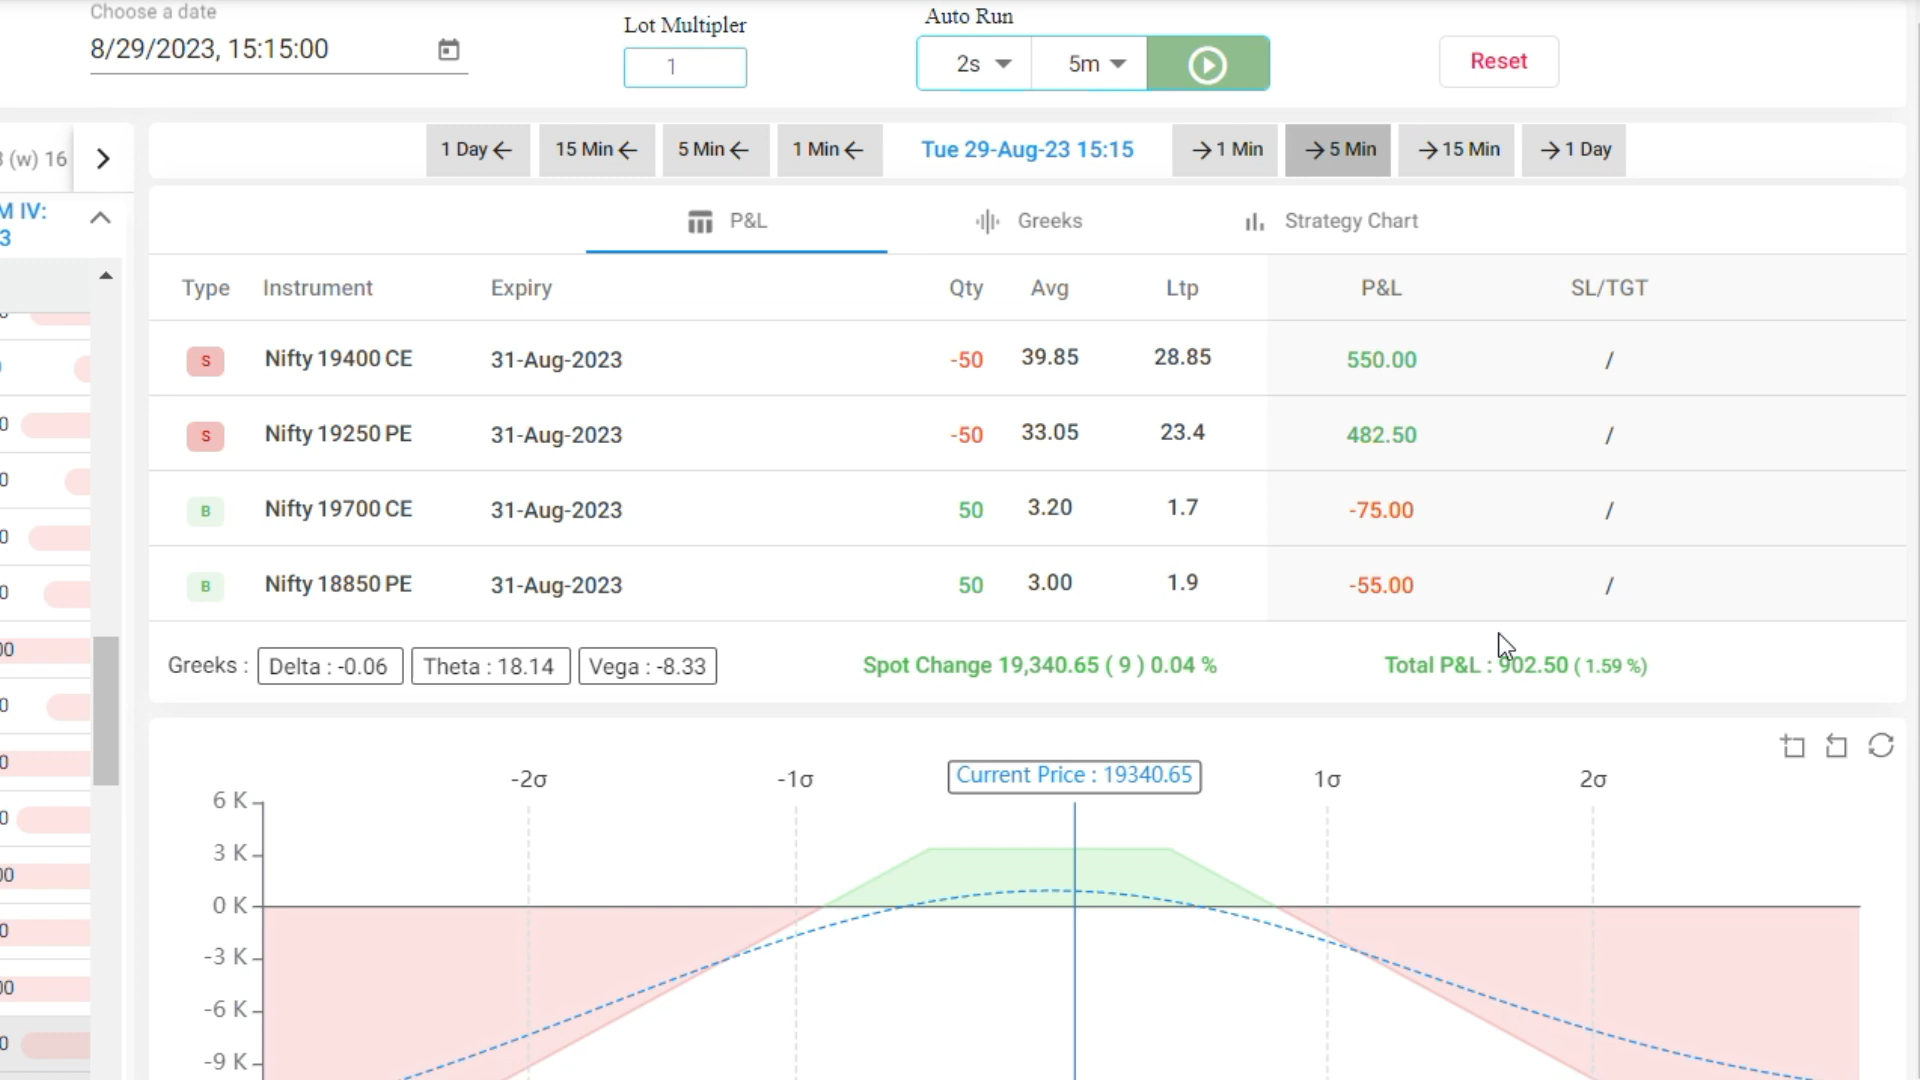 Choose a date
8/29/2023, 15:15:00
Lot Multipler
1
Auto Run
2s
5m
Reset
(w) 16
M IV:
3
1 Day ←
15 Min ←
5 Min ←
1 Min ←
Tue 29-Aug-23 15:15
→ 1 Min
→ 5 Min
→ 15 Min
→ 1 Day
P&L
Greeks
Strategy Chart
Type Instrument Expiry Qty Avg Ltp P&L SL/TGT
S Nifty 19400 CE 31-Aug-2023 -50 39.85 28.85 550.00 /
S Nifty 19250 PE 31-Aug-2023 -50 33.05 23.4 482.50 /
B Nifty 19700 CE 31-Aug-2023 50 3.20 1.7 -75.00 /
B Nifty 18850 PE 31-Aug-2023 50 3.00 1.9 -55.00 /
Greeks : Delta : -0.06 Theta : 18.14 Vega : -8.33
Spot Change 19,340.65 ( 9 ) 0.04 %
Total P&L : 902.50 ( 1.59 %)
-2σ -1σ Current Price : 19340.65 1σ 2σ
6 K
3 K
0 K
-3 K
-6 K
-9 K